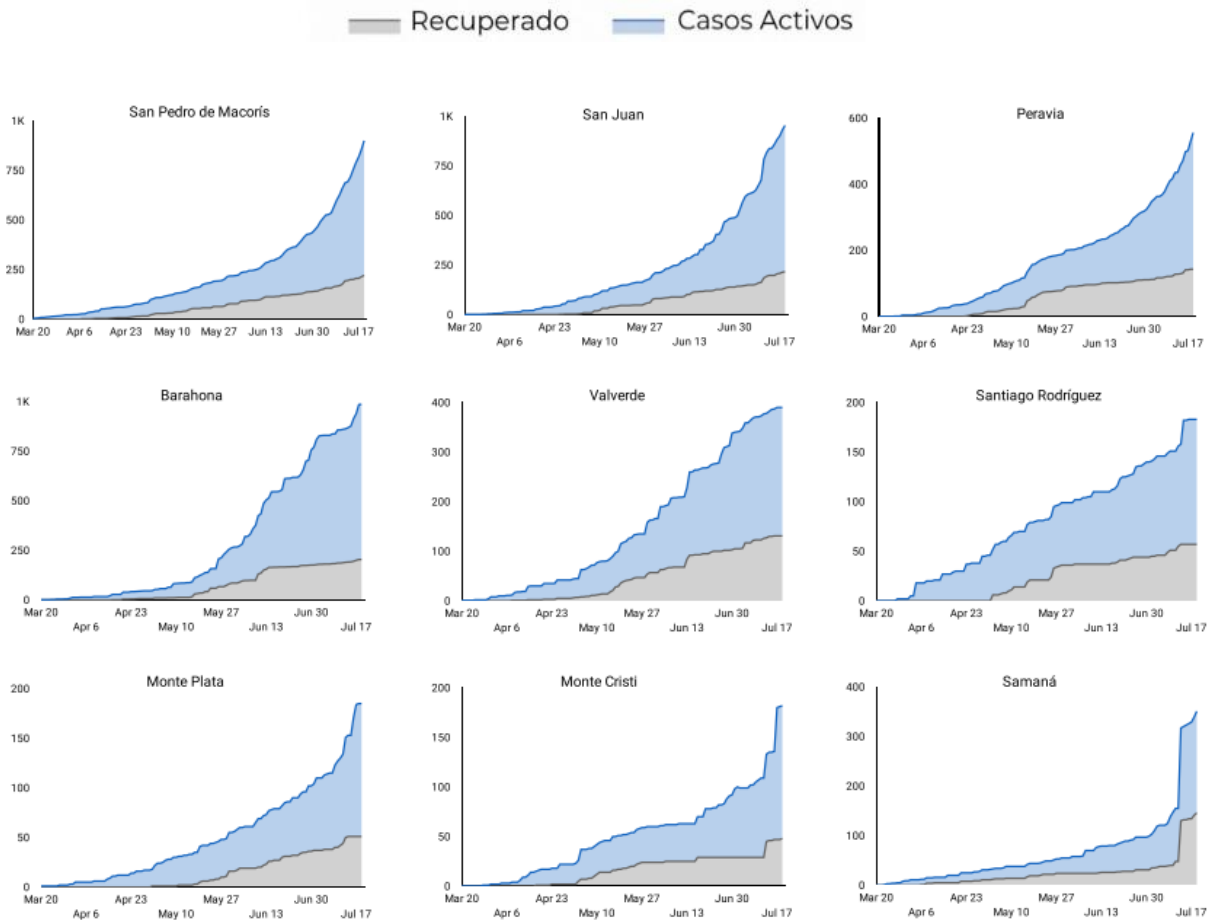 Recuperado Casos Activos
San Pedro de Macorís
1K
750
500
250
0
Mar 20 Apr 6 Apr 23 May 10 May 27 Jun 13 Jun 30 Jul 17
San Juan
1K
750
500
250
0
Mar 20 Apr 23 May 27 Jun 30
Apr 6 May 10 Jun 13 Jul 17
Peravia
600
400
200
0
Mar 20 Apr 23 May 27 Jun 30
Apr 6 May 10 Jun 13 Jul 17
Barahona
1K
750
500
250
0
Mar 20 Apr 23 May 27 Jun 30
Apr 6 May 10 Jun 13 Jul 17
Valverde
400
300
200
100
0
Mar 20 Apr 23 May 27 Jun 30
Apr 6 May 10 Jun 13 Jul 17
Santiago Rodríguez
200
150
100
50
0
Mar 20 Apr 23 May 27 Jun 30
Apr 6 May 10 Jun 13 Jul 17
Monte Plata
200
150
100
50
0
Mar 20 Apr 23 May 27 Jun 30
Apr 6 May 10 Jun 13 Jul 17
Monte Cristi
200
150
100
50
0
Mar 20 Apr 23 May 27 Jun 30
Apr 6 May 10 Jun 13 Jul 17
Samaná
400
300
200
100
0
Mar 20 Apr 23 May 27 Jun 30
Apr 6 May 10 Jun 13 Jul 17